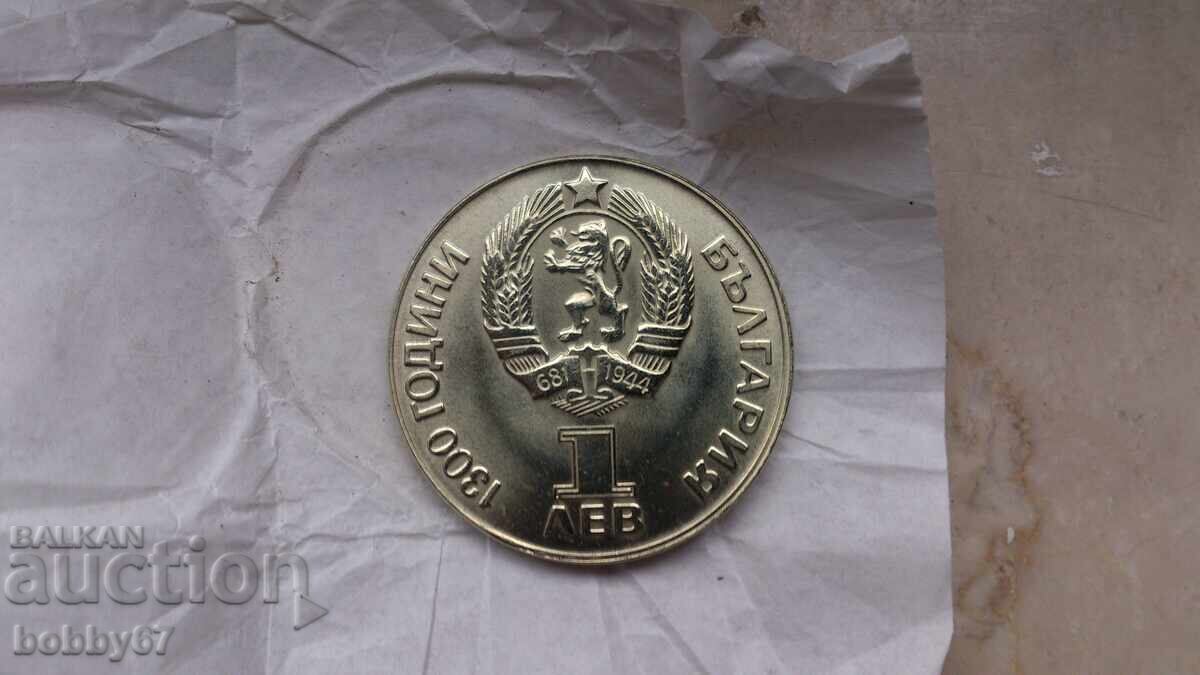 1300 ГОДИНИ
БЪЛГАРИЯ
681 1944
1
ЛЕВ
BALKAN
auction
bobby67